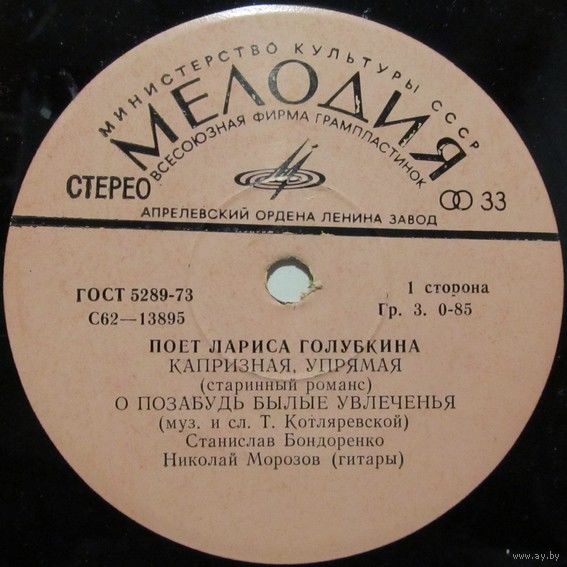 МИНИСТЕРСТВО КУЛЬТУРЫ СССР
МЕЛОДИЯ
ВСЕСОЮЗНАЯ ФИРМА ГРАМПЛАСТИНОК
СТЕРЕО
33
АПРЕЛЕВСКИЙ ОРДЕНА ЛЕНИНА ЗАВОД
ГОСТ 5289-73
1 сторона
С62—13895
Гр. 3. 0-85
ПОЕТ ЛАРИСА ГОЛУБКИНА
КАПРИЗНАЯ, УПРЯМАЯ
(старинный романс)
О ПОЗАБУДЬ БЫЛЫЕ УВЛЕЧЕНЬЯ
(муз. и сл. Т. Котляревской)
Станислав Бондоренко
Николай Морозов (гитары)
www.ay.by